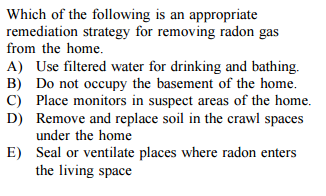 Which of the following is an appropriate
remediation strategy for removing radon gas
from the home.
A) Use filtered water for drinking and bathing.
B) Do not occupy the basement of the home.
C) Place monitors in suspect areas of the home.
D) Remove and replace soil in the crawl spaces
under the home
E) Seal or ventilate places where radon enters
the living space